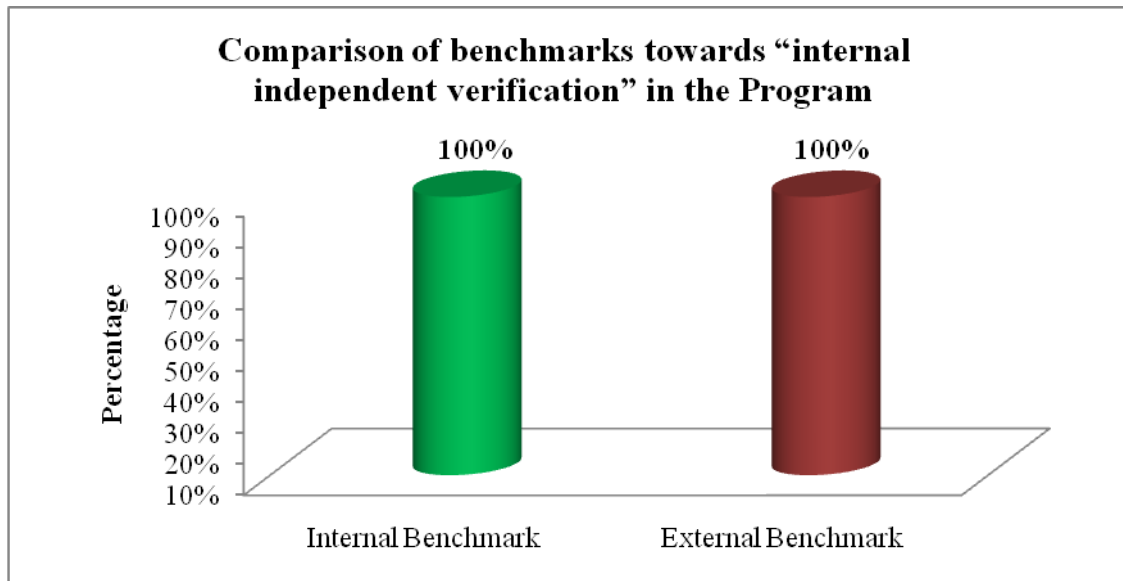 Comparison of benchmarks towards “internal
independent verification” in the Program
100%
100%
Percentage
100%
90%
80%
70%
60%
50%
40%
30%
20%
10%
Internal Benchmark
External Benchmark